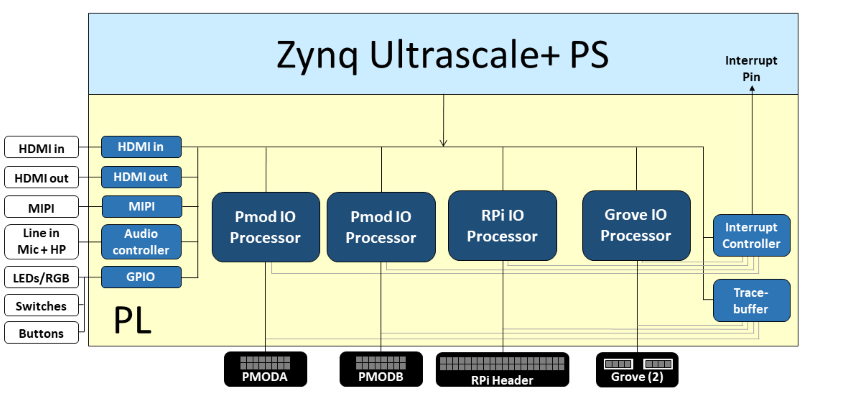 Zynq Ultrascale+ PS
Interrupt
Pin
HDMI in
HDMI in
HDMI out
HDMI out
MIPI
MIPI
Line in
Mic + HP
Audio
controller
LEDs/RGB
GPIO
Switches
Buttons
Pmod IO
Processor
Pmod IO
Processor
RPi IO
Processor
Grove IO
Processor
Interrupt
Controller
Trace-
buffer
PL
PMODA
PMODB
RPi Header
Grove (2)